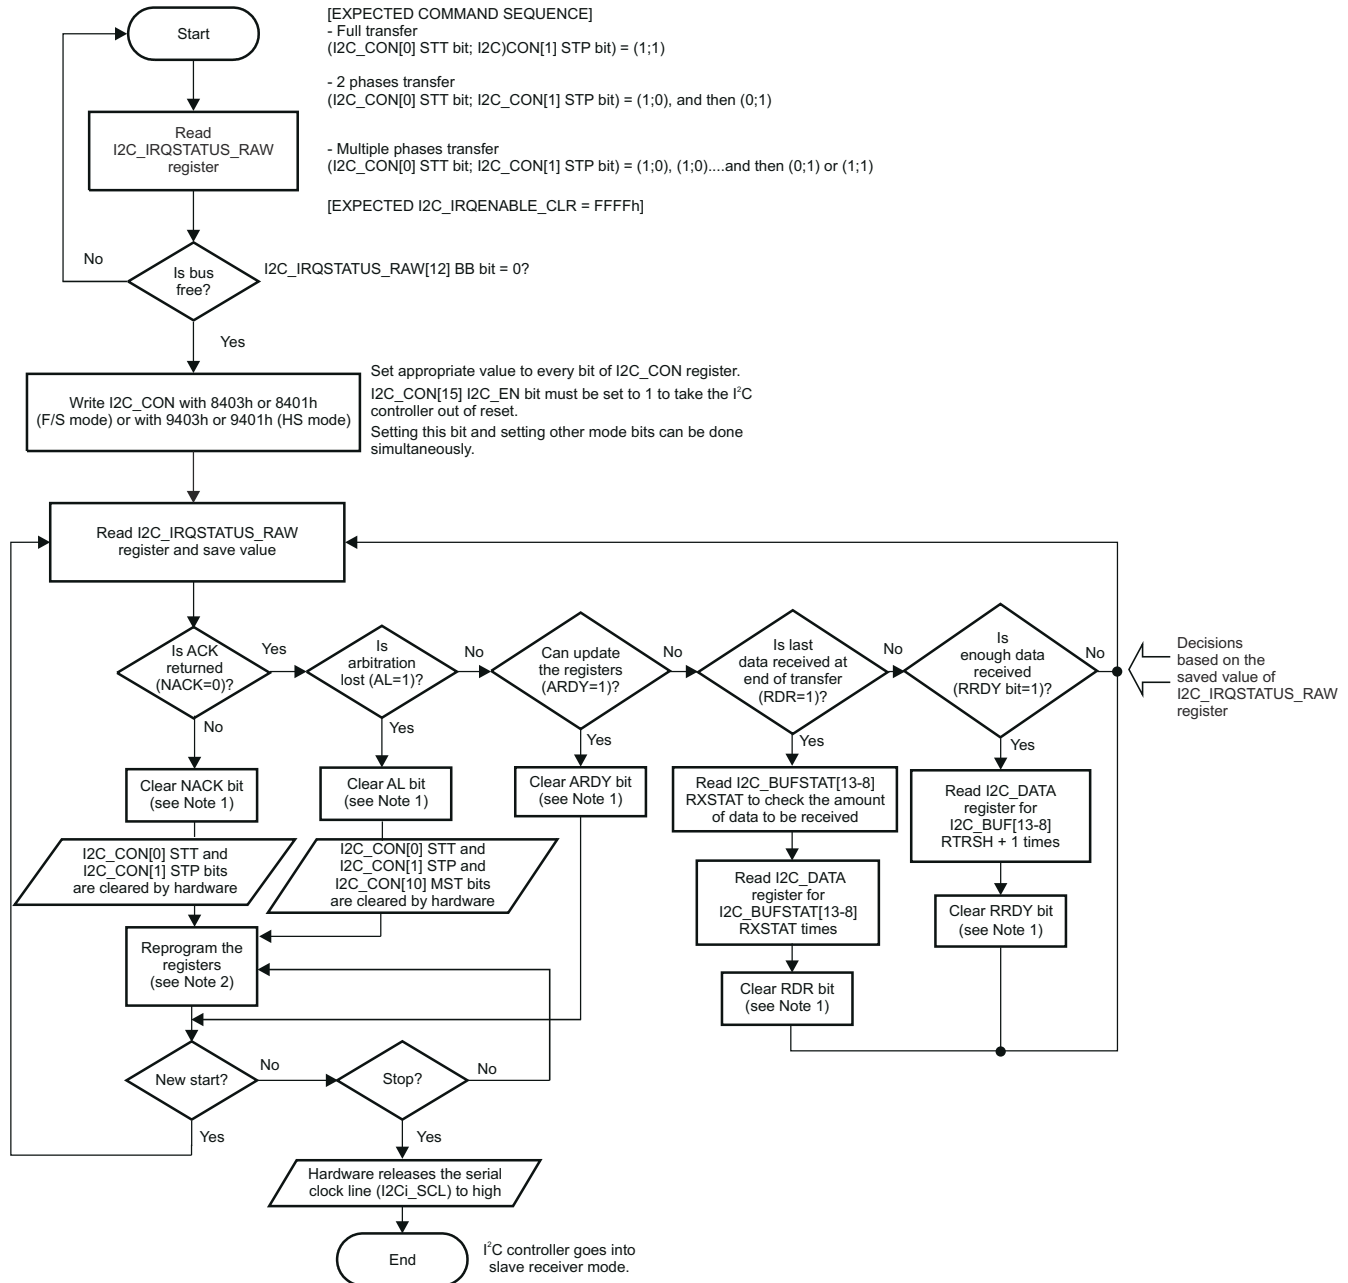 Start
[EXPECTED COMMAND SEQUENCE]
- Full transfer
(I2C_CON[0] STT bit; I2C)CON[1] STP bit) = (1;1)
- 2 phases transfer
(I2C_CON[0] STT bit; I2C_CON[1] STP bit) = (1;0), and then (0;1)
- Multiple phases transfer
(I2C_CON[0] STT bit; I2C_CON[1] STP bit) = (1;0), (1;0)....and then (0;1) or (1;1)
[EXPECTED I2C_IRQENABLE_CLR = FFFFh]
Read
I2C_IRQSTATUS_RAW
register
No
Is bus
free?
I2C_IRQSTATUS_RAW[12] BB bit = 0?
Yes
Write I2C_CON with 8403h or 8401h
(F/S mode) or with 9403h or 9401h (HS mode)
Set appropriate value to every bit of I2C_CON register.
I2C_CON[15] I2C_EN bit must be set to 1 to take the I²C
controller out of reset.
Setting this bit and setting other mode bits can be done
simultaneously.
Read I2C_IRQSTATUS_RAW
register and save value
Is ACK
returned
(NACK=0)?
Yes
Is
arbitration
lost (AL=1)?
No
Can update
the registers
(ARDY=1)?
No
Is last
data received at
end of transfer
(RDR=1)?
No
Is
enough data
received
(RRDY bit=1)?
No
Decisions
based on the
saved value of
I2C_IRQSTATUS_RAW
register
No
Yes
Yes
Yes
Yes
Clear NACK bit
(see Note 1)
Clear AL bit
(see Note 1)
Clear ARDY bit
(see Note 1)
Read I2C_BUFSTAT[13-8]
RXSTAT to check the amount
of data to be received
Read I2C_DATA
register for
I2C_BUF[13-8]
RTRSH + 1 times
I2C_CON[0] STT and
I2C_CON[1] STP bits
are cleared by hardware
I2C_CON[0] STT and
I2C_CON[1] STP and
I2C_CON[10] MST bits
are cleared by hardware
Read I2C_DATA
register for
I2C_BUFSTAT[13-8]
RXSTAT times
Clear RRDY bit
(see Note 1)
Reprogram the
registers
(see Note 2)
Clear RDR bit
(see Note 1)
New start?
No
Stop?
No
Yes
Yes
Hardware releases the serial
clock line (I2Ci_SCL) to high
End
I²C controller goes into
slave receiver mode.